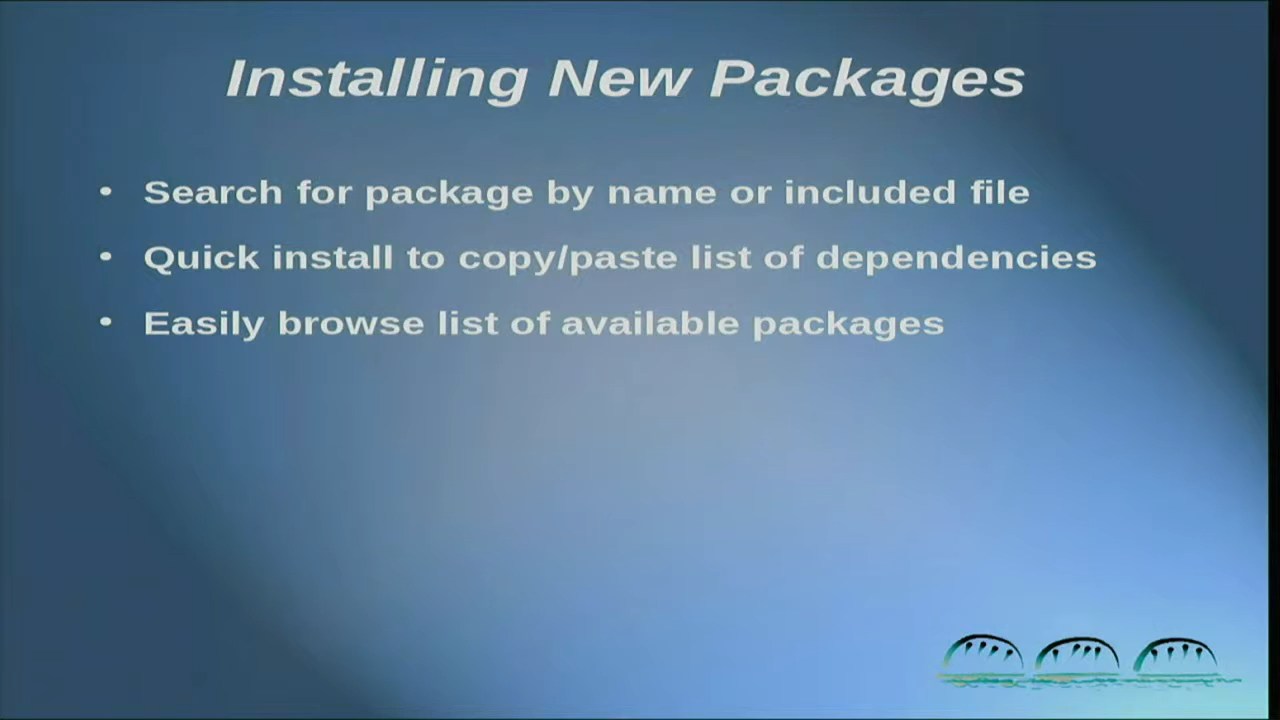 Installing New Packages
• Search for package by name or included file
• Quick install to copy/paste list of dependencies
• Easily browse list of available packages